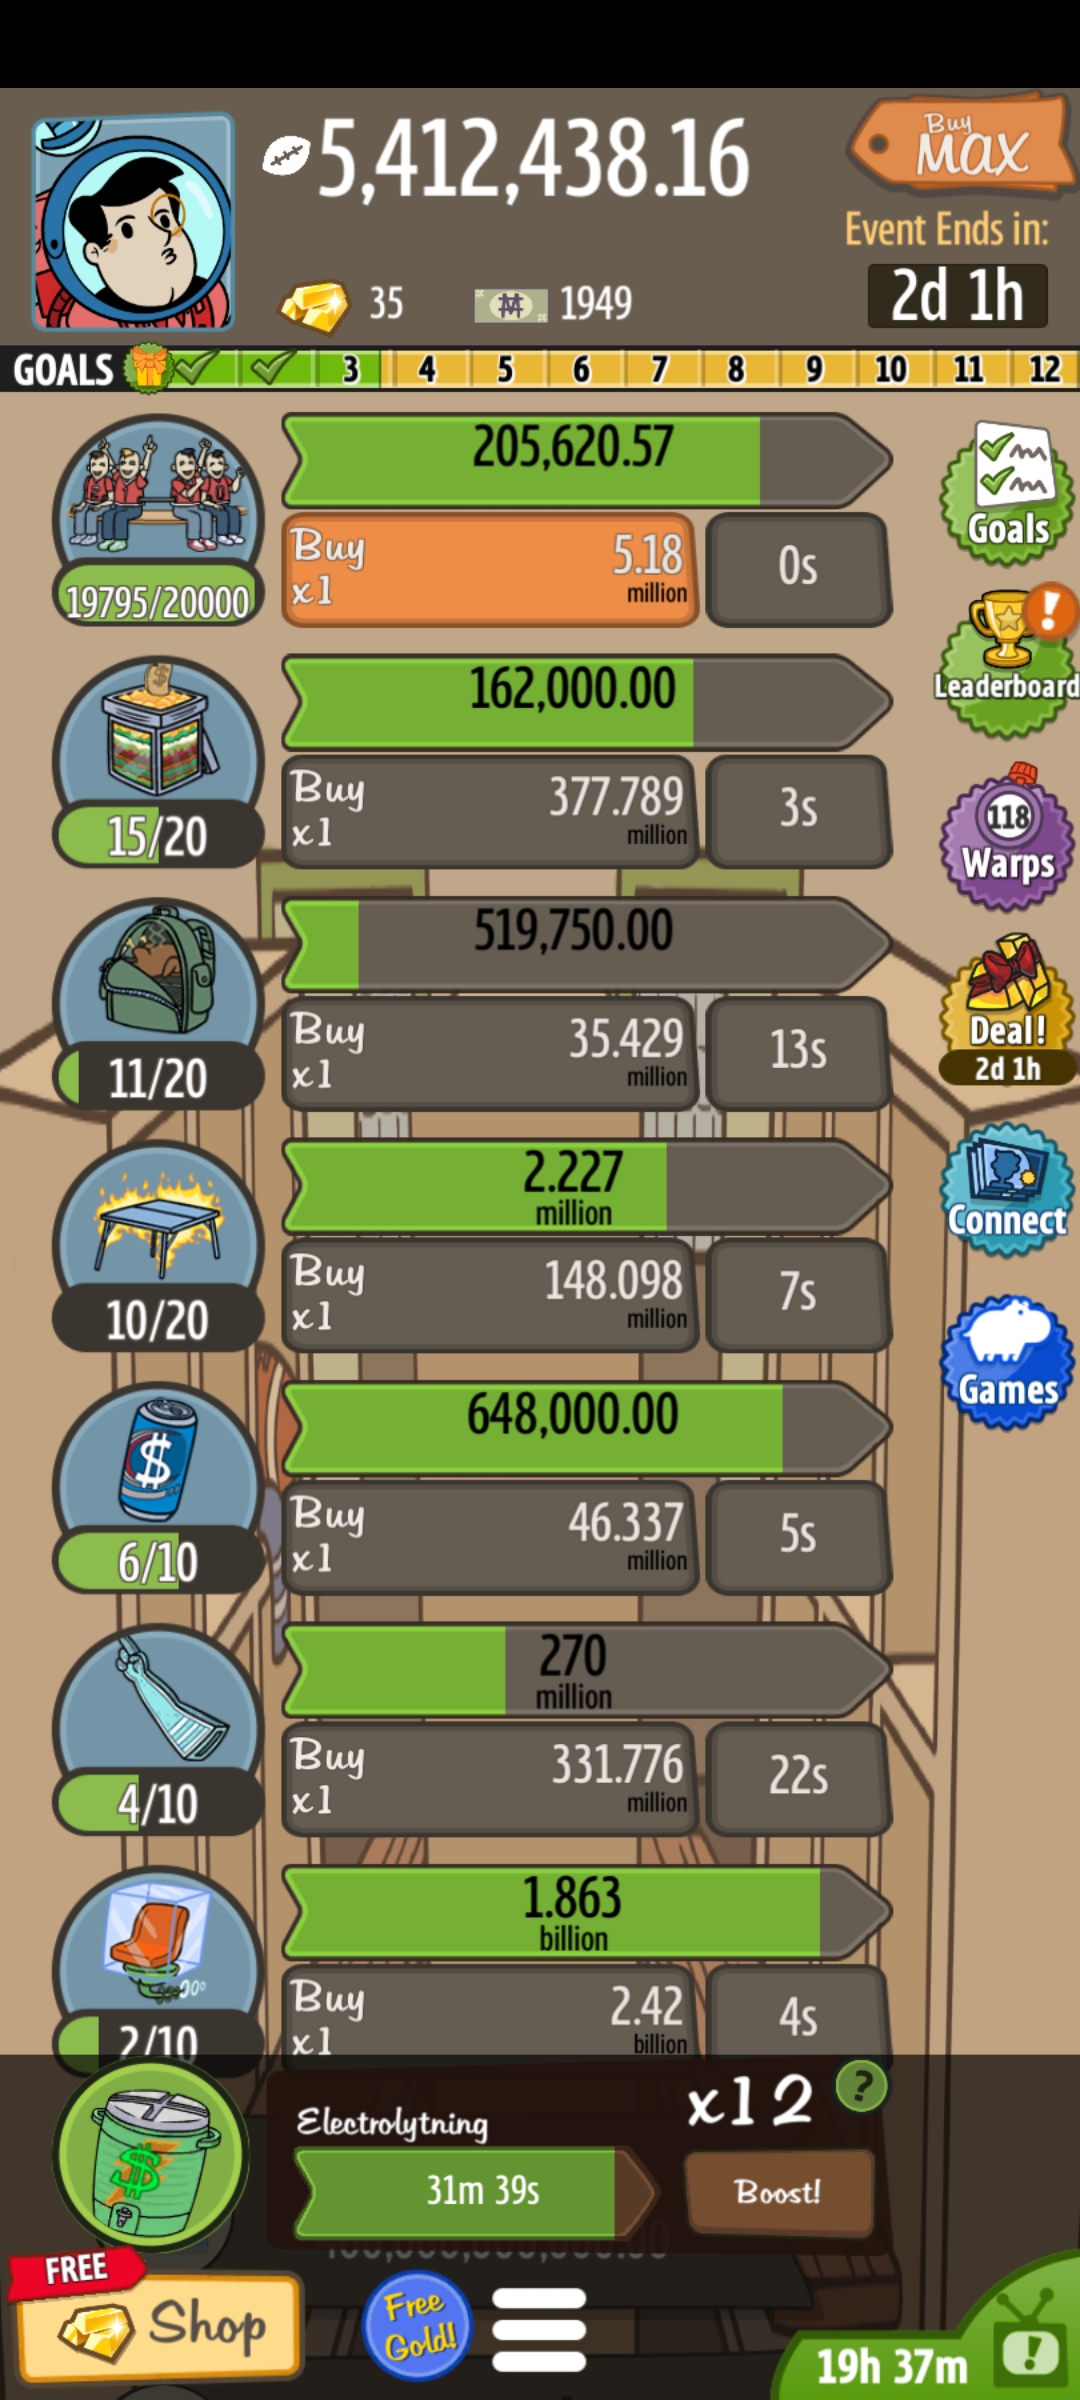 5,412,438.16
Buy
MAX
Event Ends in:
2d 1h
35
1949
GOALS 3 4 5 6 7 8 9 10 11 12
205,620.57
19795/20000
Buy
x1
5.18
million
0s
Goals
162,000.00
15/20
Buy
x1
377.789
million
3s
!
Leaderboard
519,750.00
11/20
Buy
x1
35.429
million
13s
118
Warps
2.227
million
10/20
Buy
x1
148.098
million
7s
Deal!
2d 1h
648,000.00
6/10
Buy
x1
46.337
million
5s
Connect
270
million
4/10
Buy
x1
331.776
million
22s
Games
1.863
billion
2/10
Buy
x1
2.42
billion
4s
Electrolytning
x12
?
31m 39s
Boost!
FREE
Shop
Free
Gold!
19h 37m
!